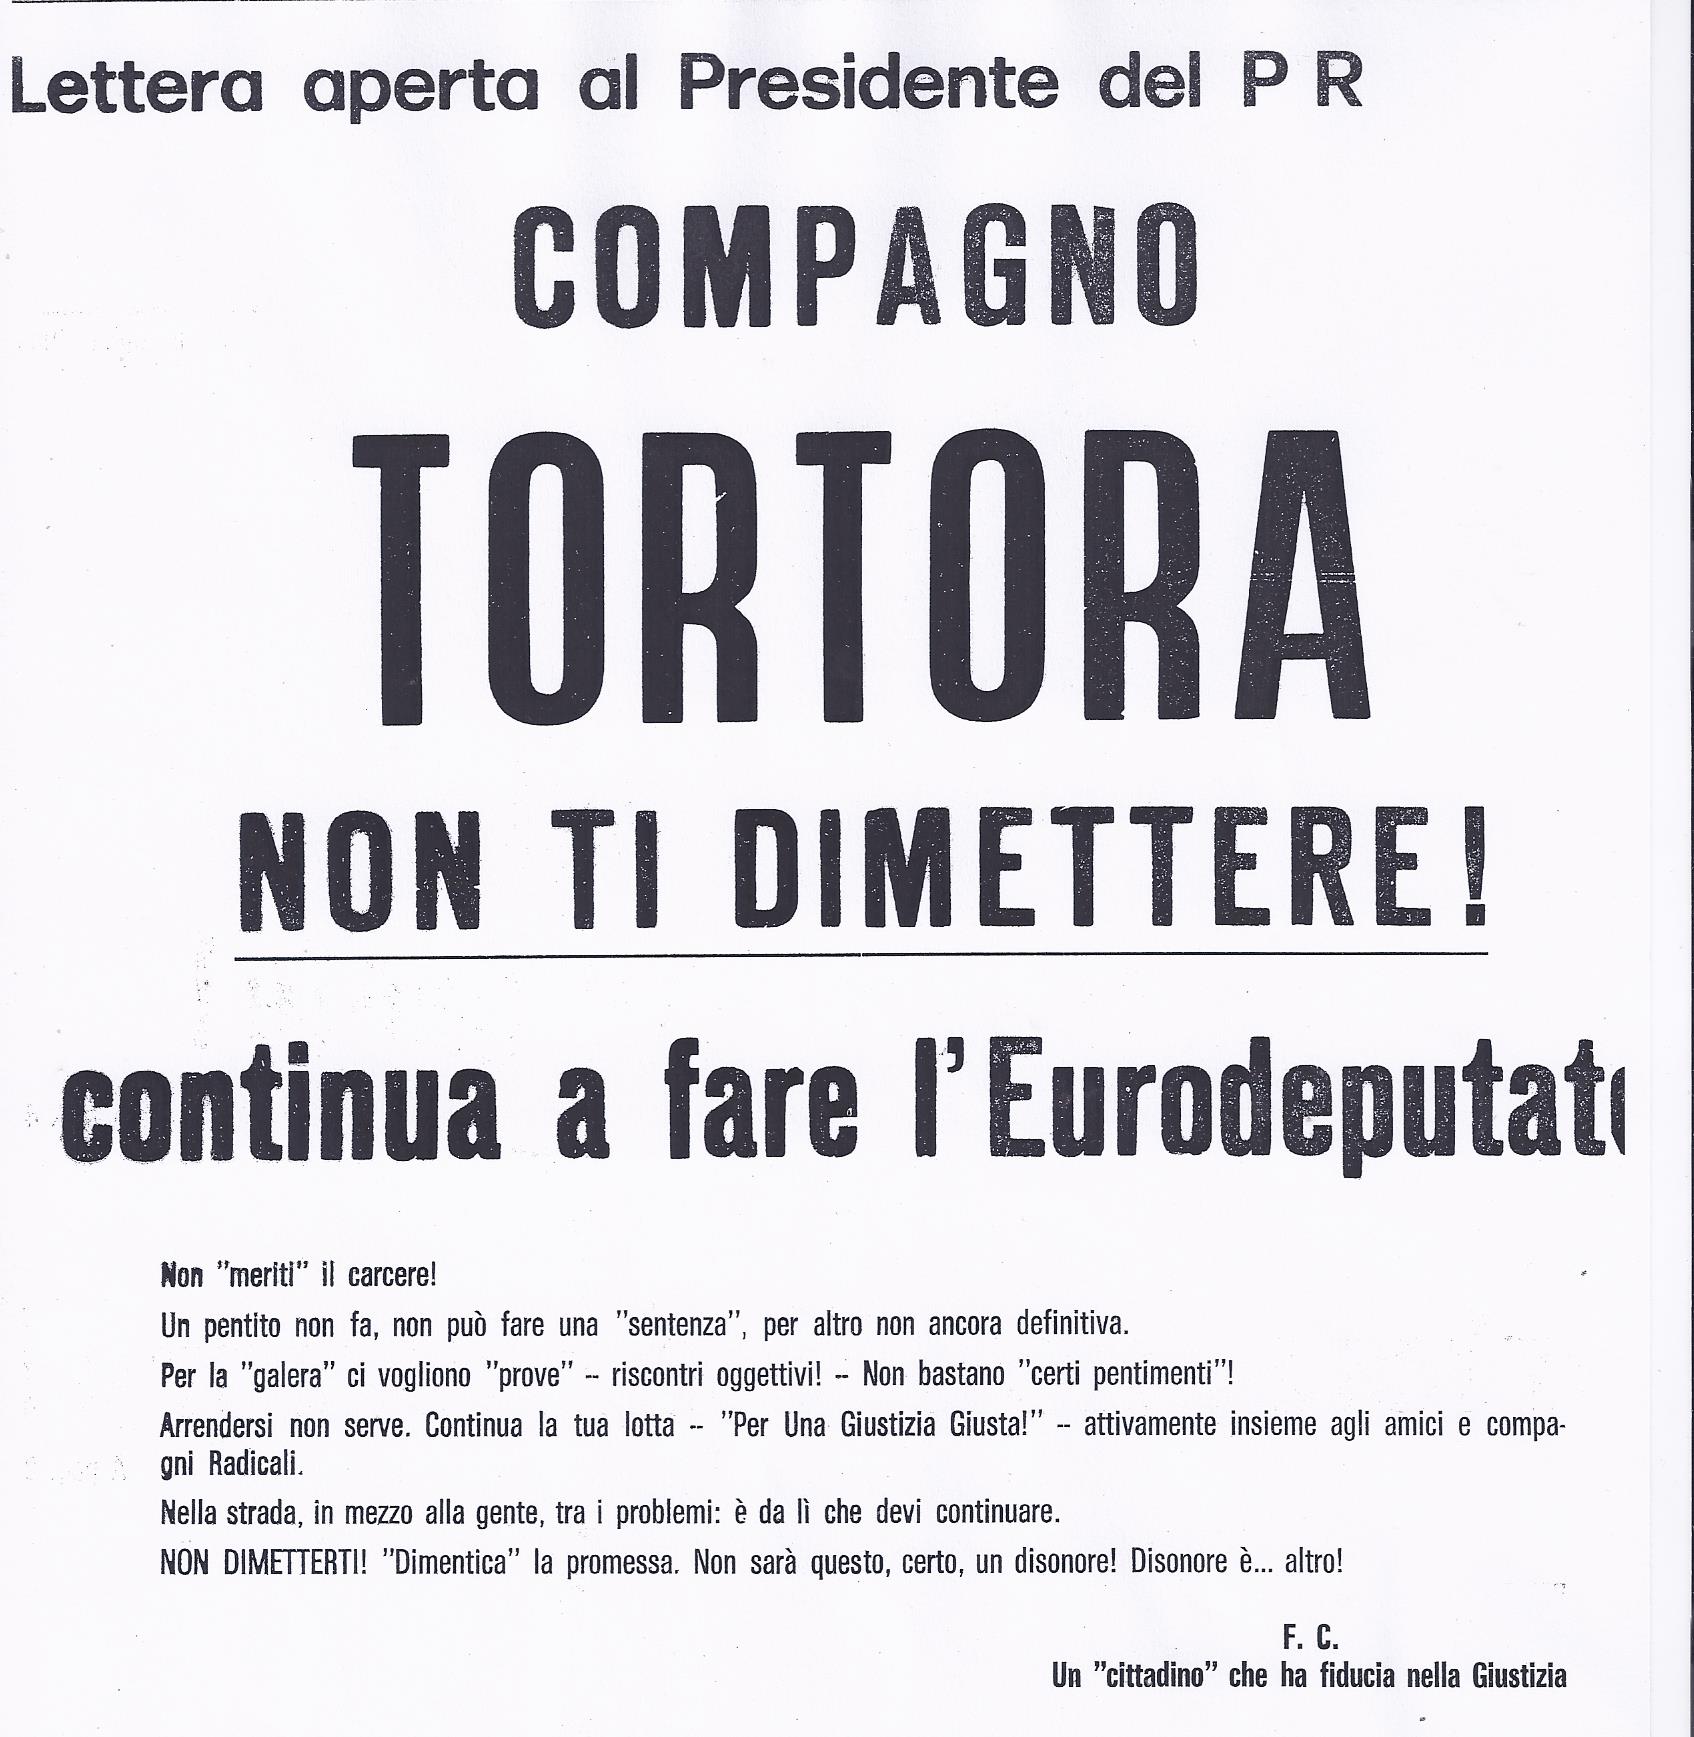 Lettera aperta al Presidente del P R
COMPAGNO
TORTORA
NON TI DIMETTERE!
continua a fare l'Eurodeputato
Non "meriti" il carcere!
Un pentito non fa, non può fare una "sentenza", per altro non ancora definitiva.
Per la "galera" ci vogliono "prove" – riscontri oggettivi! – Non bastano "certi pentimenti"!
Arrendersi non serve. Continua la tua lotta – "Per Una Giustizia Giusta!" – attivamente insieme agli amici e compa-
gni Radicali.
Nella strada, in mezzo alla gente, tra i problemi: è da lì che devi continuare.
NON DIMETTERTI! "Dimentica" la promessa. Non sarà questo, certo, un disonore! Disonore è... altro!
F. C.
Un "cittadino" che ha fiducia nella Giustizia